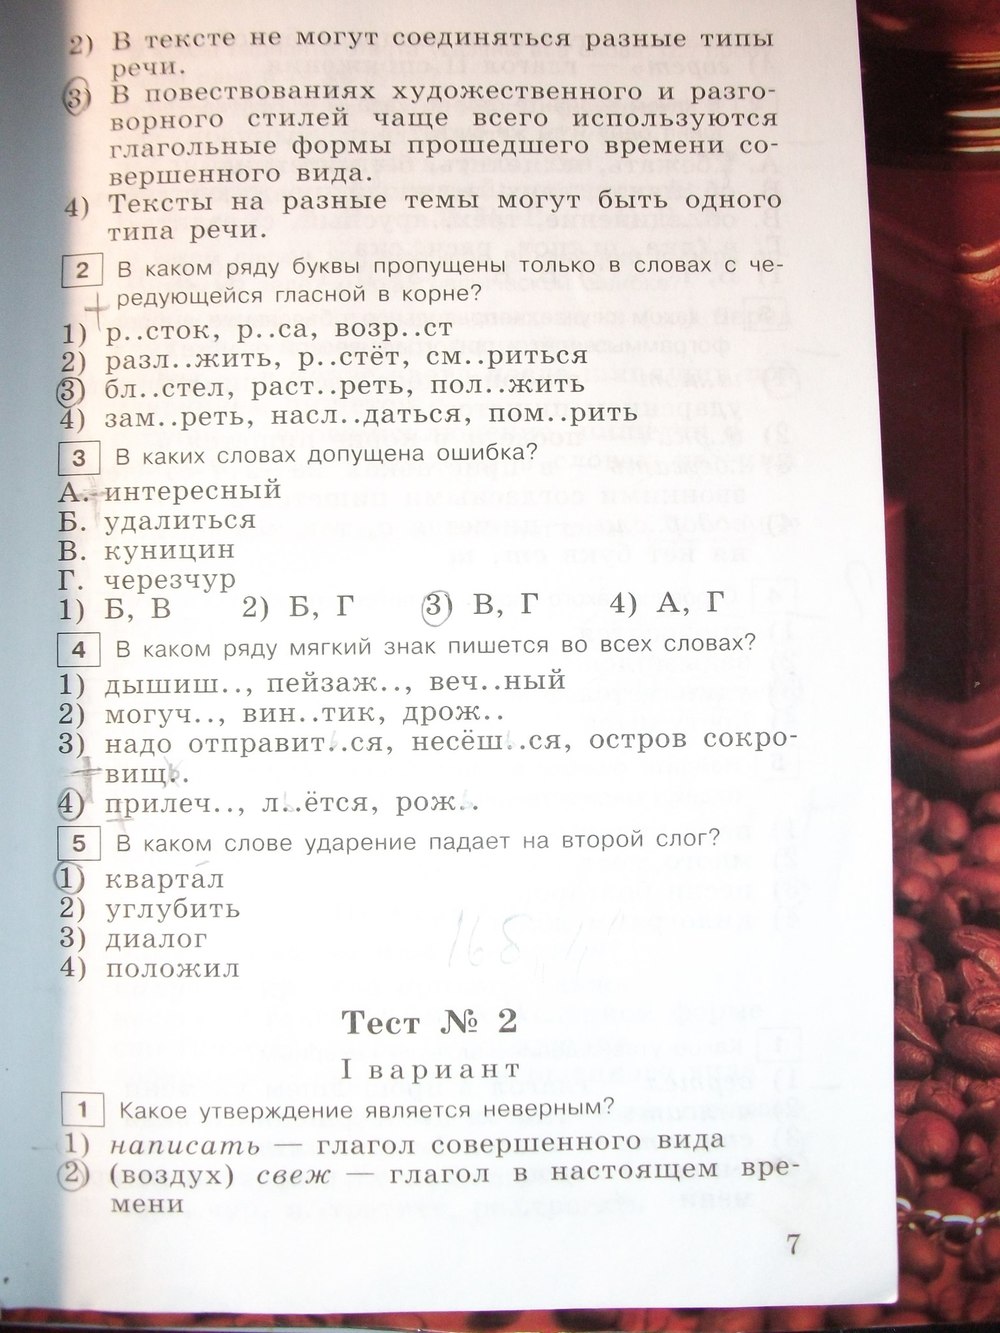 2) В тексте не могут соединяться разные типы
речи.
3) В повествованиях художественного и разго-
ворного стилей чаще всего используются
глагольные формы прошедшего времени со-
вершенного вида.
4) Тексты на разные темы могут быть одного
типа речи.
2 В каком ряду буквы пропущены только в словах с че-
редующейся гласной в корне?
1) р..сток, р..са, возр..ст
2) разл..жить, р..стёт, см..риться
3) бл..стел, раст..реть, пол..жить
4) зам..реть, насл..даться, пом..рить
3 В каких словах допущена ошибка?
А. интересный
Б. удалиться
В. куницин
Г. черезчур
1) Б, В 2) Б, Г 3) В, Г 4) А, Г
4 В каком ряду мягкий знак пишется во всех словах?
1) дышиш.., пейзаж.., веч..ный
2) могуч.., вин..тик, дрож..
3) надо отправит..ся, несёш..ся, остров сокро-
вищ..
4) прилеч.., л..ётся, рож..
5 В каком слове ударение падает на второй слог?
1) квартал
2) углубить
3) диалог
4) положил
Тест № 2
I вариант
1 Какое утверждение является неверным?
1) написать — глагол совершенного вида
2) (воздух) свеж — глагол в настоящем вре-
мени
7